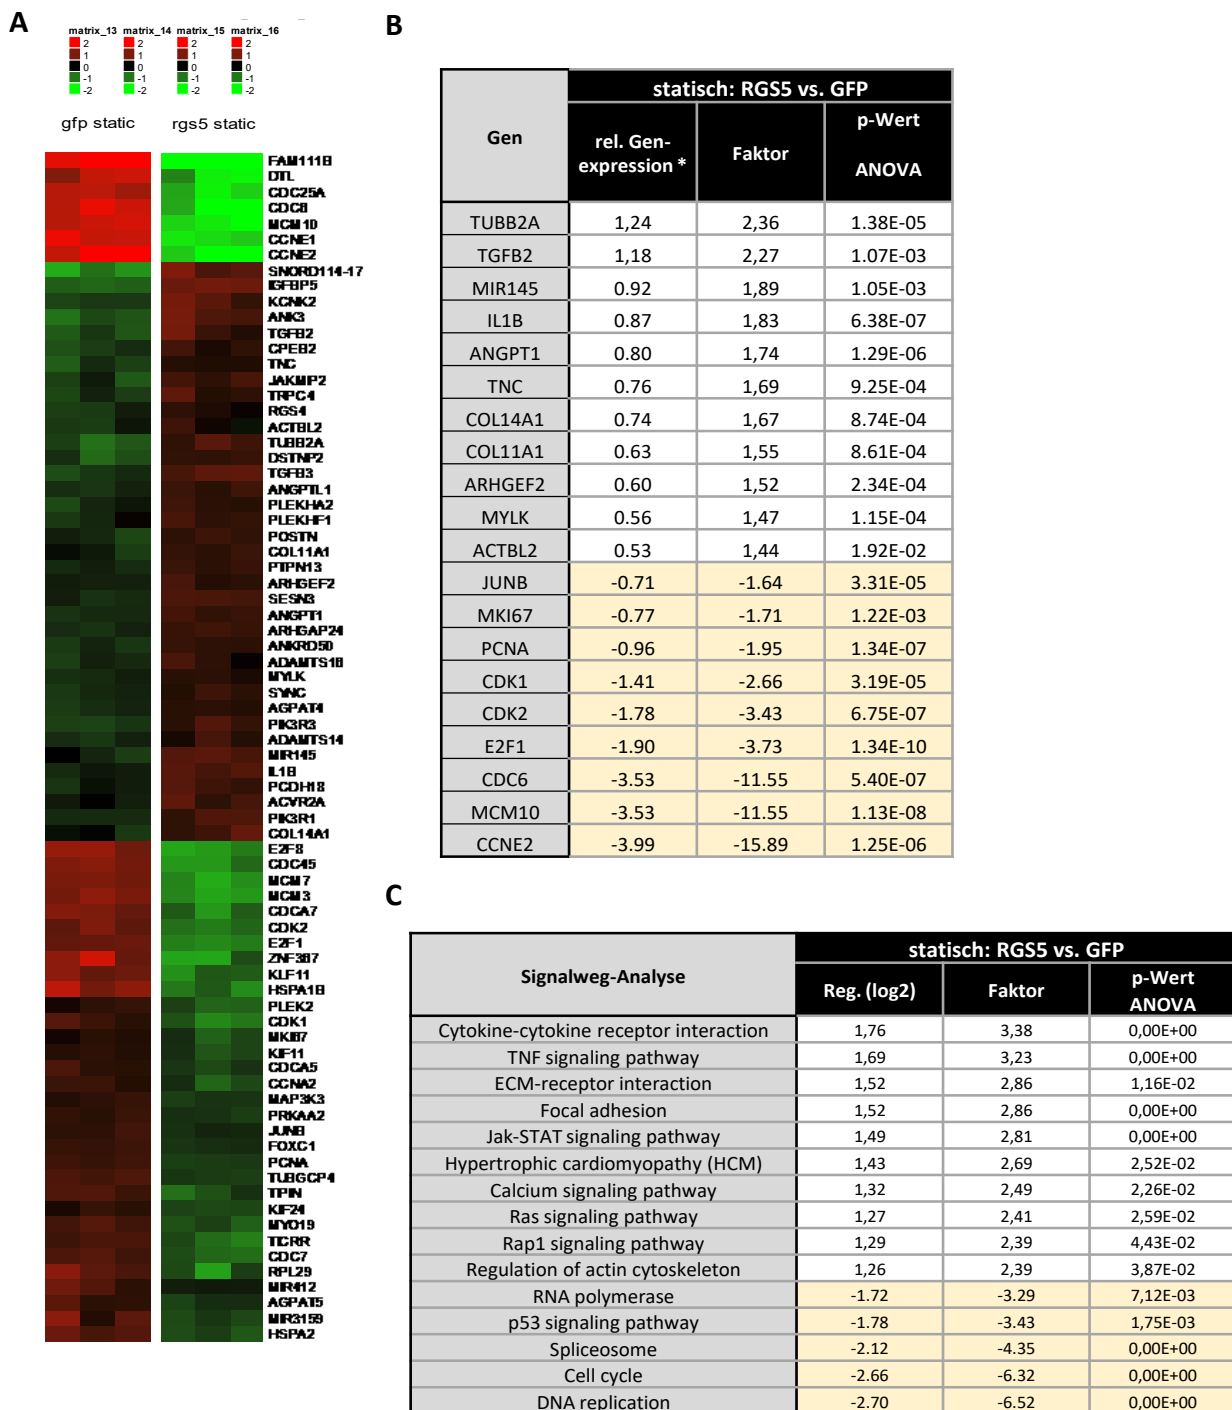 A
matrix_13 matrix_14 matrix_15 matrix_16
2 2 2 2
1 1 1 1
0 0 0 0
-1 -1 -1 -1
-2 -2 -2 -2
gfp static rgs5 static
FAM111B
DTL
CDC25A
CDC6
MCM10
CCNE1
CCNE2
SNORD114-17
IGFBP5
KCNK2
ANK3
TGFB2
CPEB2
TNC
JAKMIP2
TRPC4
RGS4
ACTBL2
TUBB2A
DSTNP2
TGFB3
ANGPTL1
PLEKHA2
PLEKHF1
POSTN
COL11A1
PTPN13
ARHGEF2
SESN3
ANGPT1
ARHGAP24
ANKRD50
ADAMTS18
MYLK
SYNC
AGPAT4
PIK3R3
ADAMTS14
MIR145
IL1B
PCDH18
ACVR2A
PIK3R1
COL14A1
E2F8
CDC45
MCM7
MCM3
CDCA7
CDK2
E2F1
ZNF367
KLF11
HSPA1B
PLEK2
CDK1
MKI67
KIF11
CDCA5
CCNA2
MAP3K3
PRKAA2
JUNB
FOXC1
PCNA
TUBGCP4
TPIN
KIF24
MYO19
TICRR
CDC7
RPL29
MIR412
AGPAT5
MIR3159
HSPA2
B
statisch: RGS5 vs. GFP
Gen
rel. Gen-
expression *
Faktor
p-Wert
ANOVA
TUBB2A 1,24 2,36 1.38E-05
TGFB2 1,18 2,27 1.07E-03
MIR145 0.92 1,89 1.05E-03
IL1B 0.87 1,83 6.38E-07
ANGPT1 0.80 1,74 1.29E-06
TNC 0.76 1,69 9.25E-04
COL14A1 0.74 1,67 8.74E-04
COL11A1 0.63 1,55 8.61E-04
ARHGEF2 0.60 1,52 2.34E-04
MYLK 0.56 1,47 1.15E-04
ACTBL2 0.53 1,44 1.92E-02
JUNB -0.71 -1.64 3.31E-05
MKI67 -0.77 -1.71 1.22E-03
PCNA -0.96 -1.95 1.34E-07
CDK1 -1.41 -2.66 3.19E-05
CDK2 -1.78 -3.43 6.75E-07
E2F1 -1.90 -3.73 1.34E-10
CDC6 -3.53 -11.55 5.40E-07
MCM10 -3.53 -11.55 1.13E-08
CCNE2 -3.99 -15.89 1.25E-06
C
statisch: RGS5 vs. GFP
Signalweg-Analyse
Reg. (log2)
Faktor
p-Wert
ANOVA
Cytokine-cytokine receptor interaction 1,76 3,38 0,00E+00
TNF signaling pathway 1,69 3,23 0,00E+00
ECM-receptor interaction 1,52 2,86 1,16E-02
Focal adhesion 1,52 2,86 0,00E+00
Jak-STAT signaling pathway 1,49 2,81 0,00E+00
Hypertrophic cardiomyopathy (HCM) 1,43 2,69 2,52E-02
Calcium signaling pathway 1,32 2,49 2,26E-02
Ras signaling pathway 1,27 2,41 2,59E-02
Rap1 signaling pathway 1,29 2,39 4,43E-02
Regulation of actin cytoskeleton 1,26 2,39 3,87E-02
RNA polymerase -1.72 -3.29 7,12E-03
p53 signaling pathway -1.78 -3.43 1,75E-03
Spliceosome -2.12 -4.35 0,00E+00
Cell cycle -2.66 -6.32 0,00E+00
DNA replication -2.70 -6.52 0,00E+00